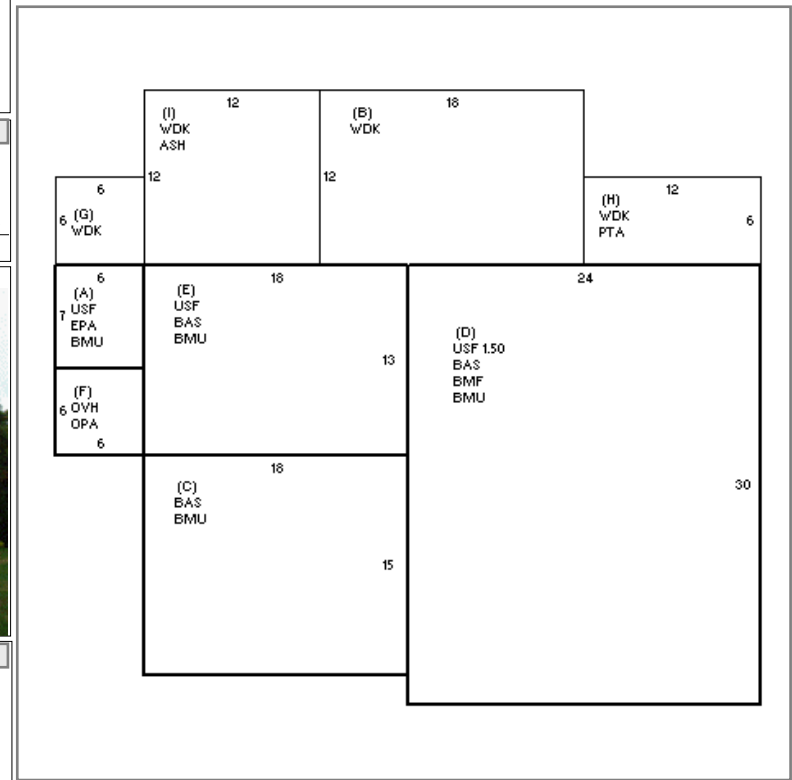 12
(I)
WDK
ASH
12
18
(B)
WDK
12
6
6 (G)
WDK
12
(H)
WDK
PTA
6
6
(A)
7 USF
EPA
BMU
18
(E)
USF
BAS
BMU
13
24
(D)
USF 1.50
BAS
BMF
BMU
30
(F)
6 OVH
OPA
6
18
(C)
BAS
BMU
15